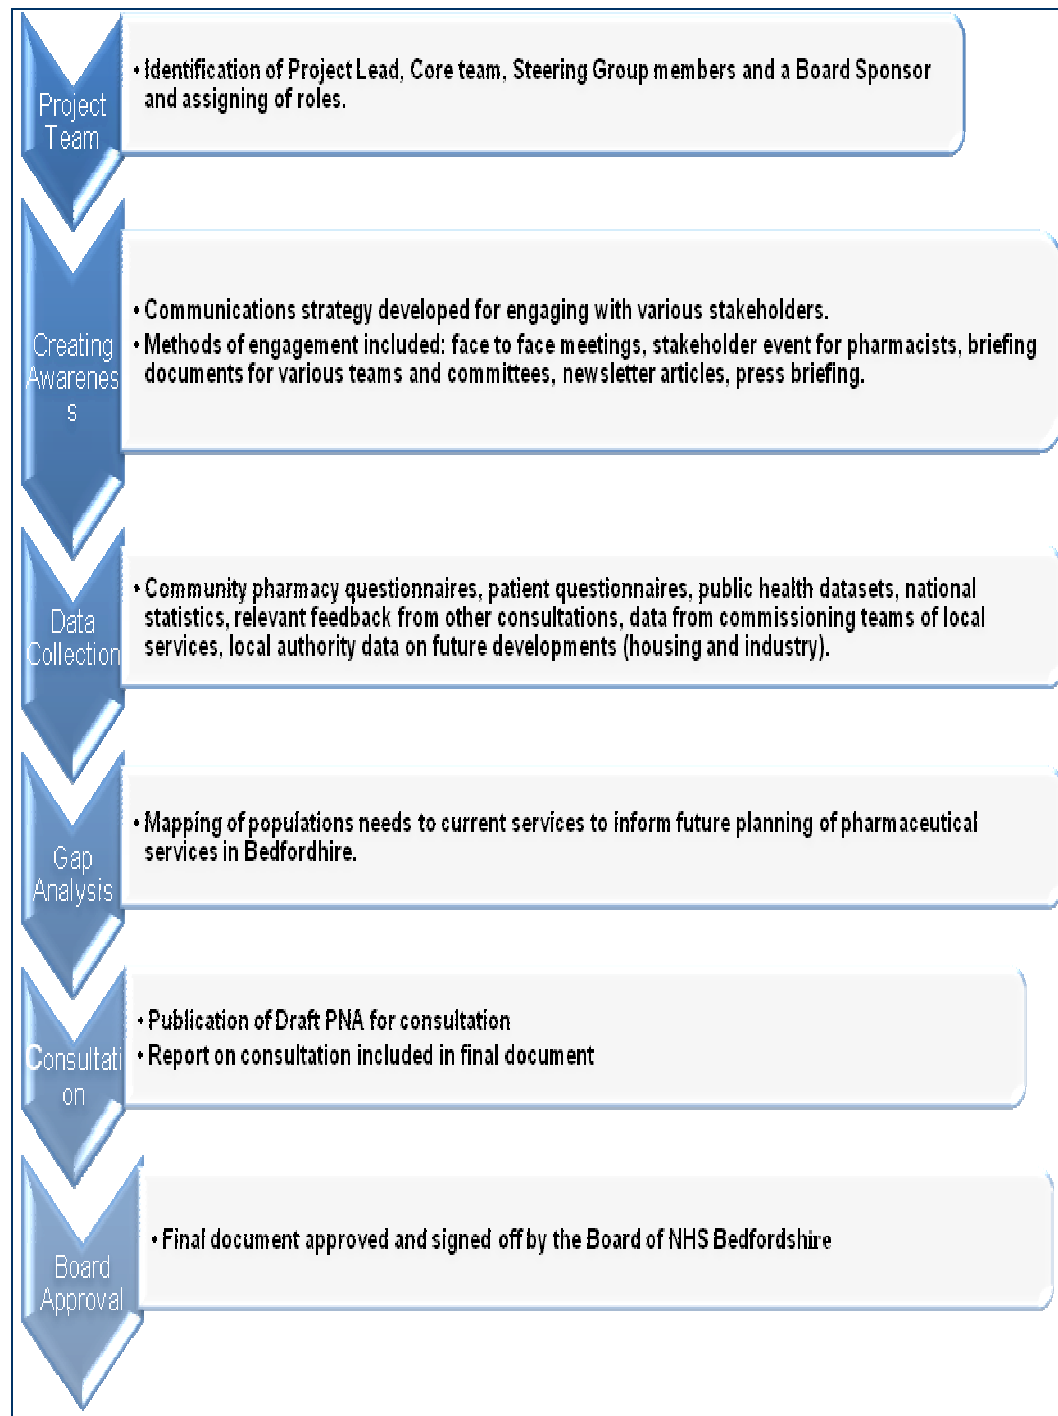 Project
Team
• Identification of Project Lead, Core team, Steering Group members and a Board Sponsor
and assigning of roles.
Creating
Awarenes
s
• Communications strategy developed for engaging with various stakeholders.
• Methods of engagement included: face to face meetings, stakeholder event for pharmacists, briefing
documents for various teams and committees, newsletter articles, press briefing.
Data
Collection
• Community pharmacy questionnaires, patient questionnaires, public health datasets, national
statistics, relevant feedback from other consultations, data from commissioning teams of local
services, local authority data on future developments (housing and industry).
Gap
Analysis
• Mapping of populations needs to current services to inform future planning of pharmaceutical
services in Bedfordhire.
Consultati
on
• Publication of Draft PNA for consultation
• Report on consultation included in final document
Board
Approval
• Final document approved and signed off by the Board of NHS Bedfordshire